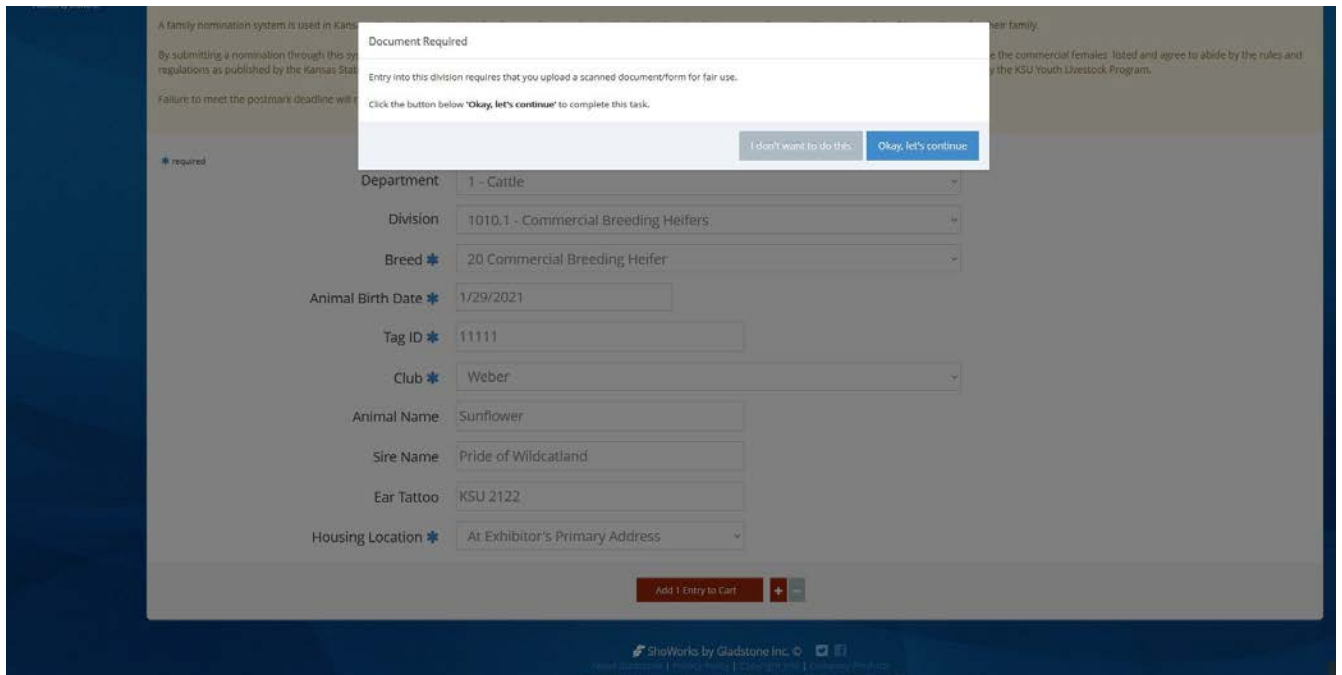 A family nomination system is used in Kans
heir family.
Document Required
By submitting a nomination through this sy
e the commercial females listed and agree to abide by the rules and
regulations as published by the Kansas Stat
y the KSU Youth Livestock Program.
Entry into this division requires that you upload a scanned document/form for fair use.
Failure to meet the postmark deadline will r
Click the button below 'Okay, let's continue' to complete this task.
I don't want to do this
Okay, let's continue
* required
Department 1 - Cattle
Division 1010.1 - Commercial Breeding Heifers
Breed * 20 Commercial Breeding Heifer
Animal Birth Date * 1/29/2021
Tag ID * 11111
Club * Weber
Animal Name Sunflower
Sire Name Pride of Wildcatland
Ear Tattoo KSU 2122
Housing Location * At Exhibitor's Primary Address
Add 1 Entry to Cart + -
ShoWorks by Gladstone Inc. ©
| Privacy Policy | Copyright Info | Company Products